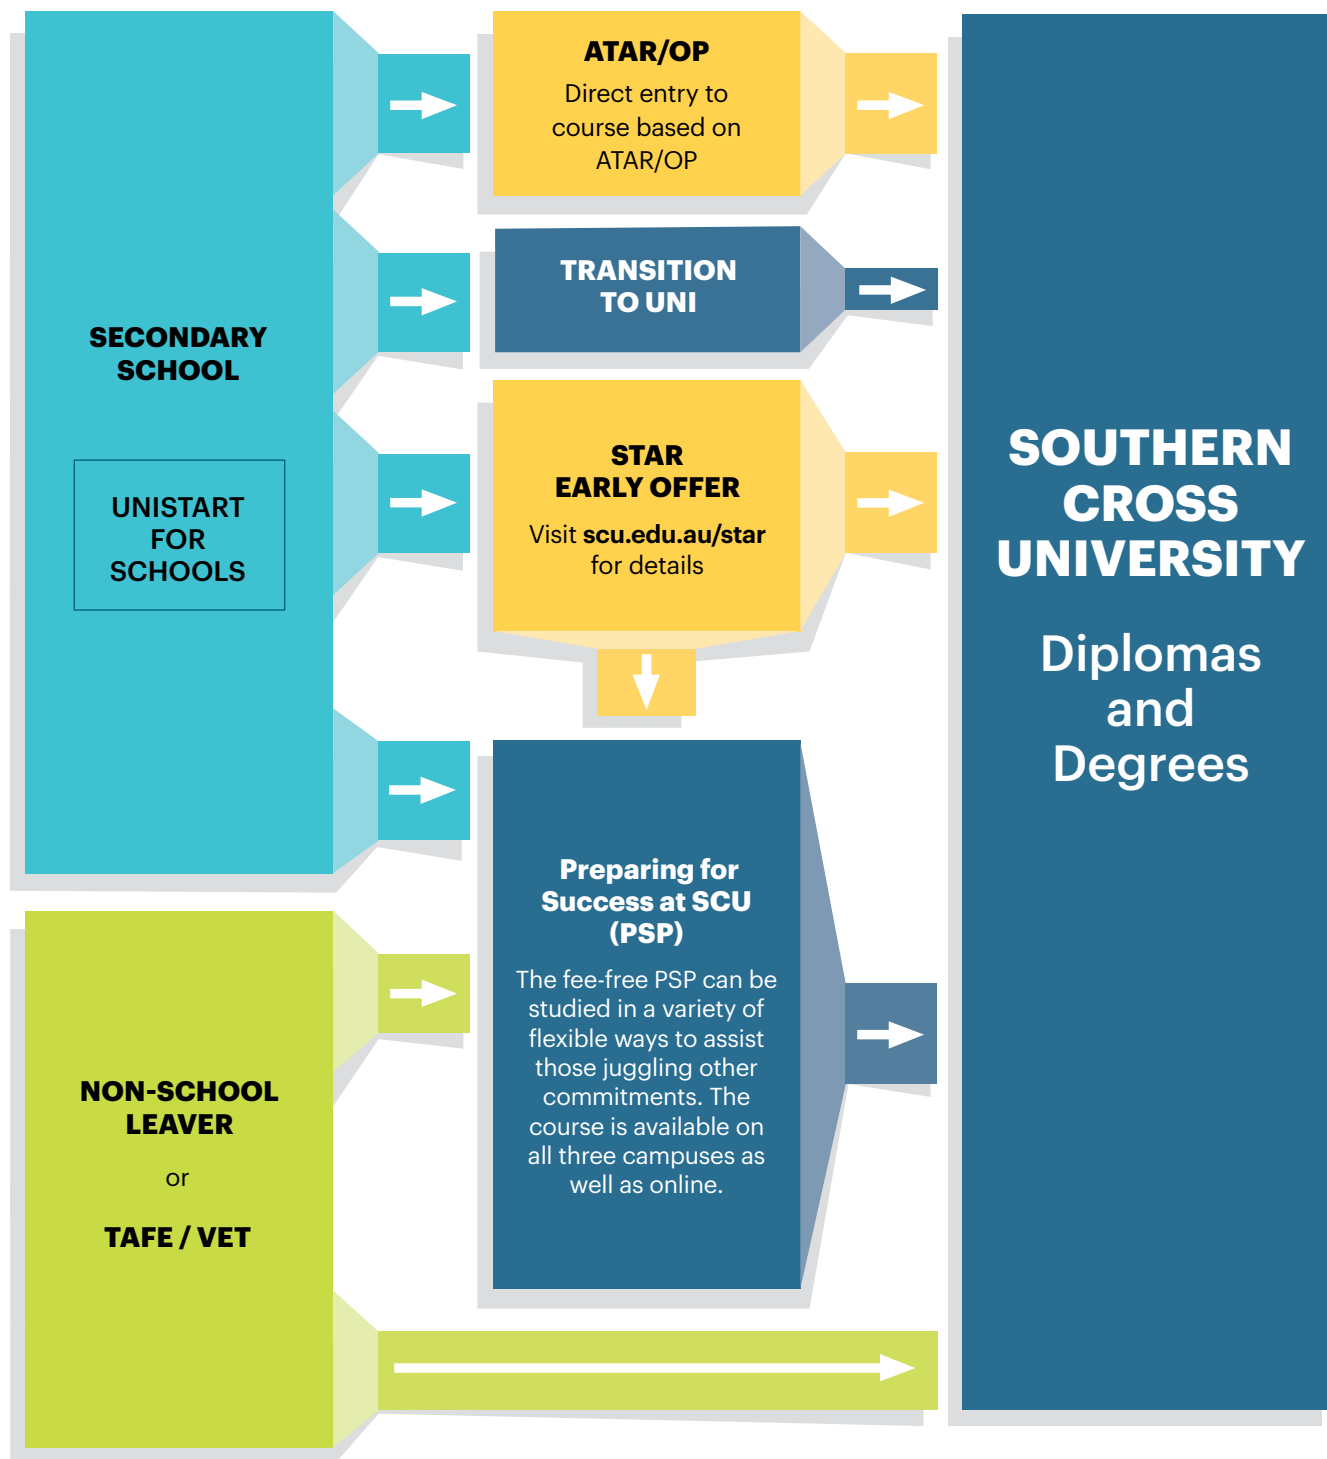 SECONDARY
SCHOOL
UNISTART
FOR
SCHOOLS
NON-SCHOOL
LEAVER
or
TAFE / VET
ATAR/OP
Direct entry to
course based on
ATAR/OP
TRANSITION
TO UNI
STAR
EARLY OFFER
Visit scu.edu.au/star
for details
Preparing for
Success at SCU
(PSP)
The fee-free PSP can be
studied in a variety of
flexible ways to assist
those juggling other
commitments. The
course is available on
all three campuses as
well as online.
SOUTHERN
CROSS
UNIVERSITY
Diplomas
and
Degrees